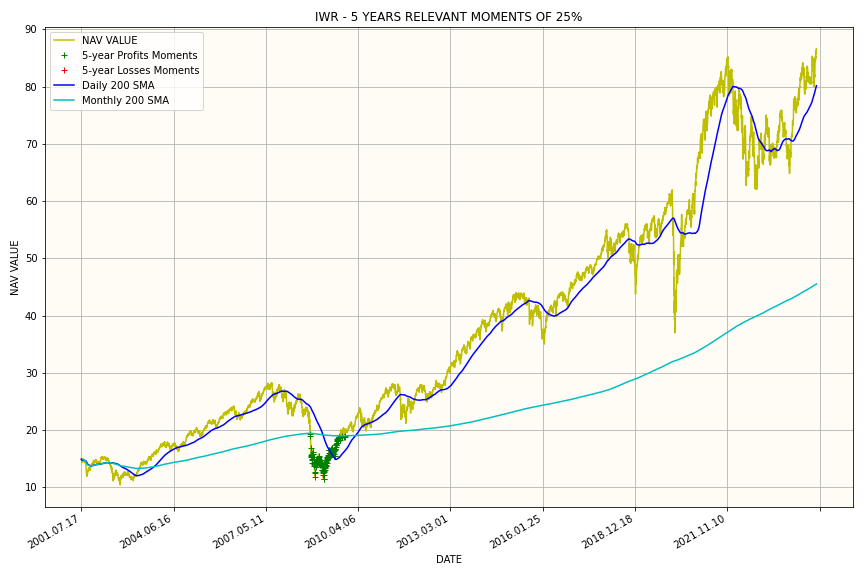 IWR - 5 YEARS RELEVANT MOMENTS OF 25%
NAV VALUE
5-year Profits Moments
5-year Losses Moments
Daily 200 SMA
Monthly 200 SMA
90
80
70
60
50
40
30
20
10
NAV VALUE
2001.07.17
2004.06.16
2007.05.11
2010.04.06
2013.03.01
2016.01.25
2018.12.18
2021.11.10
DATE